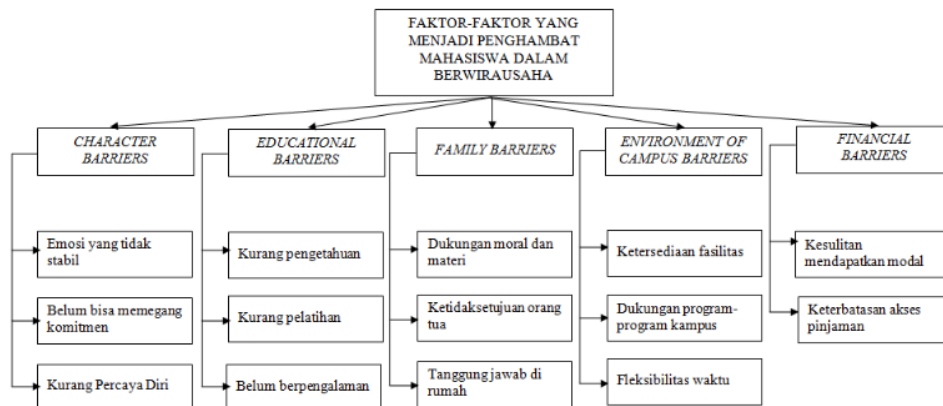 FAKTOR-FAKTOR YANG
MENJADI PENGHAMBAT
MAHASISWA DALAM
BERWIRAUSAHA
CHARACTER
BARRIERS
EDUCATIONAL
BARRIERS
FAMILY BARRIERS
ENVIRONMENT OF
CAMPUS BARRIERS
FINANCIAL
BARRIERS
Emosi yang tidak
stabil
Belum bisa memegang
komitmen
Kurang Percaya Diri
Kurang pengetahuan
Kurang pelatihan
Belum berpengalaman
Dukungan moral dan
materi
Ketidaksetujuan orang
tua
Tanggung jawab di
rumah
Ketersediaan fasilitas
Dukungan program-
program kampus
Fleksibilitas waktu
Kesulitan
mendapatkan modal
Keterbatasan akses
pinjaman